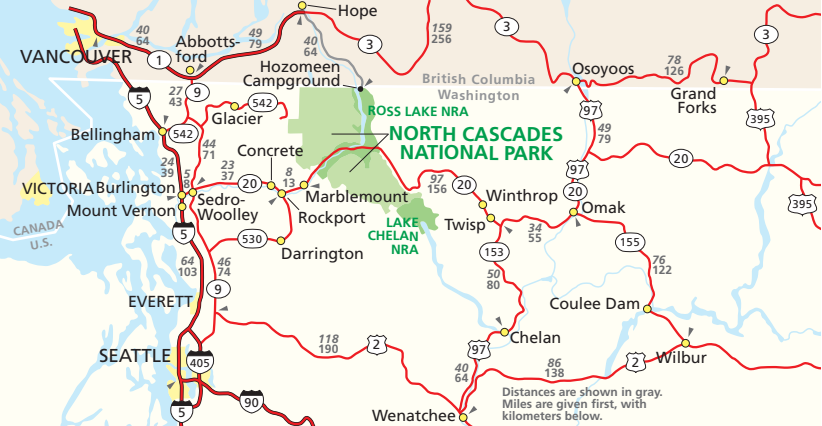 Hope
40
64
49
79
159
256
3
3
3
VANCOUVER
Abbotts-
ford
1
40
64
Hozomeen
Campground
British Columbia
Washington
Osoyoos
78
126
Grand
Forks
5
27
43
9
542
Glacier
ROSS LAKE NRA
97
395
Bellingham
542
NORTH CASCADES
NATIONAL PARK
49
79
44
71
Concrete
24
39
5
8
23
37
20
8
13
97
156
20
97
20
20
VICTORIA
Burlington
Marblemount
Winthrop
395
Mount Vernon
Sedro-
Woolley
Rockport
Twisp
Omak
CANADA
U.S.
5
530
Darrington
LAKE
CHELAN
NRA
34
55
153
155
64
103
46
74
9
50
80
76
122
EVERETT
Coulee Dam
118
190
2
97
Chelan
SEATTLE
405
40
64
86
138
2
Wilbur
5
90
Wenatchee
Distances are shown in gray.
Miles are given first, with
kilometers below.